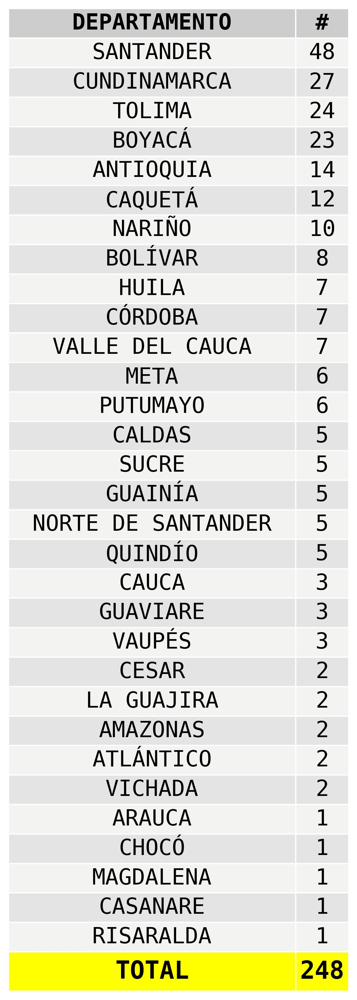 DEPARTAMENTO #
SANTANDER 48
CUNDINAMARCA 27
TOLIMA 24
BOYACÁ 23
ANTIOQUIA 14
CAQUETÁ 12
NARIÑO 10
BOLÍVAR 8
HUILA 7
CÓRDOBA 7
VALLE DEL CAUCA 7
META 6
PUTUMAYO 6
CALDAS 5
SUCRE 5
GUAINÍA 5
NORTE DE SANTANDER 5
QUINDÍO 5
CAUCA 3
GUAVIARE 3
VAUPÉS 3
CESAR 2
LA GUAJIRA 2
AMAZONAS 2
ATLÁNTICO 2
VICHADA 2
ARAUCA 1
CHOCÓ 1
MAGDALENA 1
CASANARE 1
RISARALDA 1
TOTAL 248